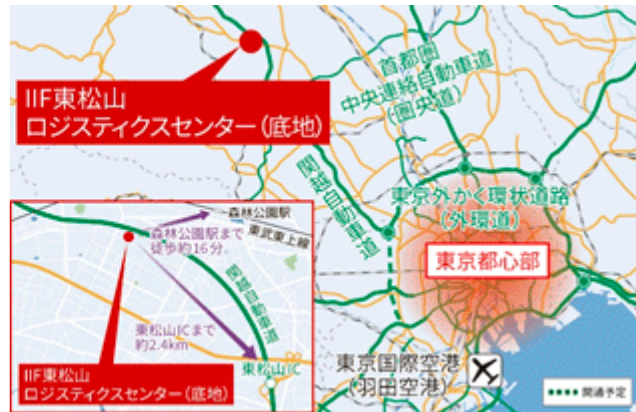 IIF東松山
ロジスティクスセンター(底地)
首都圏
中央連絡自動車道
(圏央道)
関越自動車道
東京外かく環状道路
(外環道)
東京都心部
東京国際空港
(羽田空港)
開通予定
森林公園駅
東武東上線
森林公園駅まで
徒歩約16分
関越自動車道
東松山ICまで
約2.4km
東松山IC
IIF東松山
ロジスティクスセンター(底地)